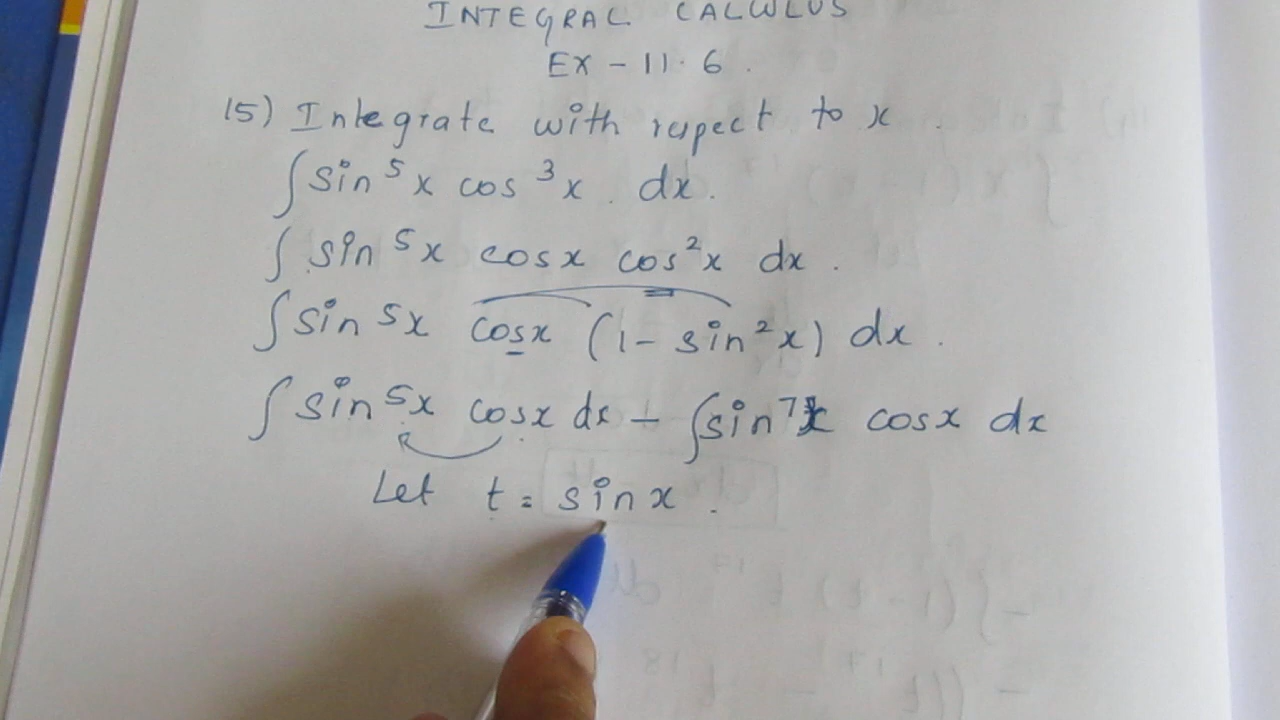 INTEGRAL CALCULUS
EX - 11.6.
15) Integrate with respect to x.
∫ sin⁵x cos³x. dx.
∫ sin⁵x cosx cos²x dx.
∫ sin⁵x cosx (1 - sin²x) dx.
∫ sin⁵x cosx dx - ∫ sin⁷x cosx dx
Let t = sin x.